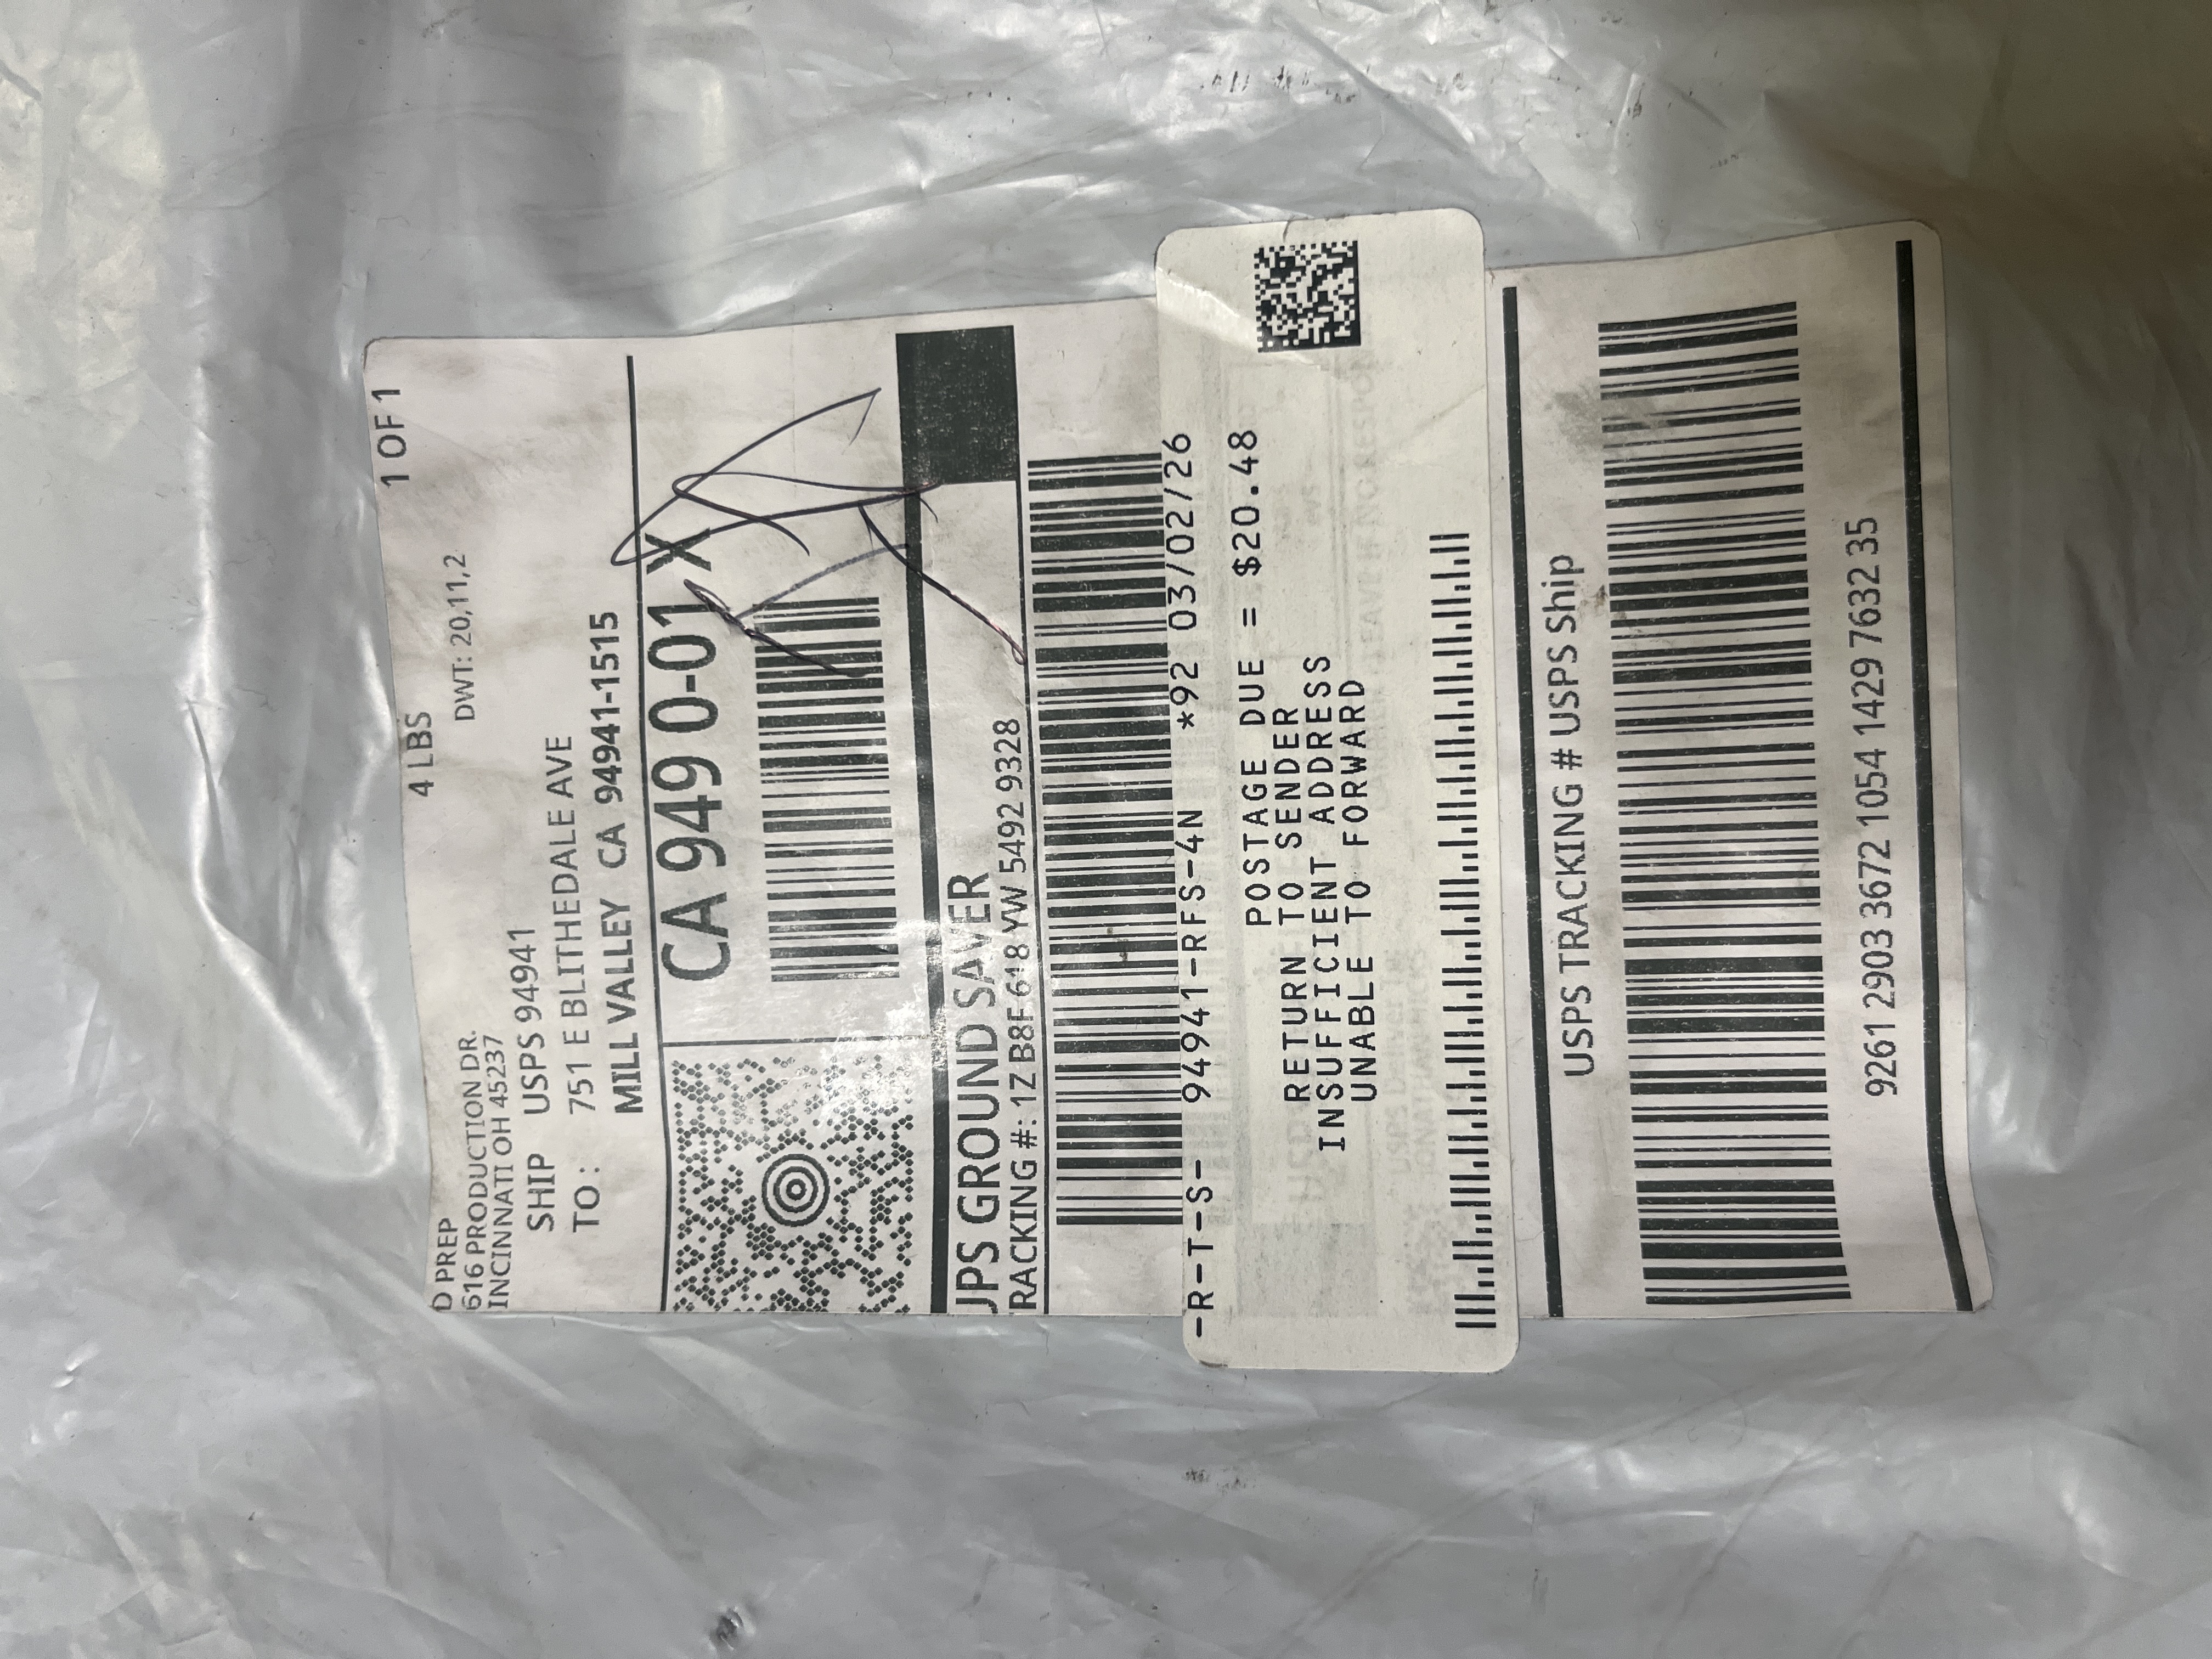 D PREP
616 PRODUCTION DR.
INCINNATI OH 45237
4 LBS
1 OF 1
DWT: 20,11,2
SHIP TO:
USPS 94941
751 E BLITHEDALE AVE
MILL VALLEY CA 94941-1515
CA 949 0-01
UPS GROUND SAVER
TRACKING #: 1Z B8F 618 YW 5492 9328
-R-T-S- 94941-RFS-4N *92 03/02/26
POSTAGE DUE = $20.48
RETURN TO SENDER
INSUFFICIENT ADDRESS
UNABLE TO FORWARD
USPS TRACKING # USPS Ship
9261 2903 3672 1054 1429 7632 35